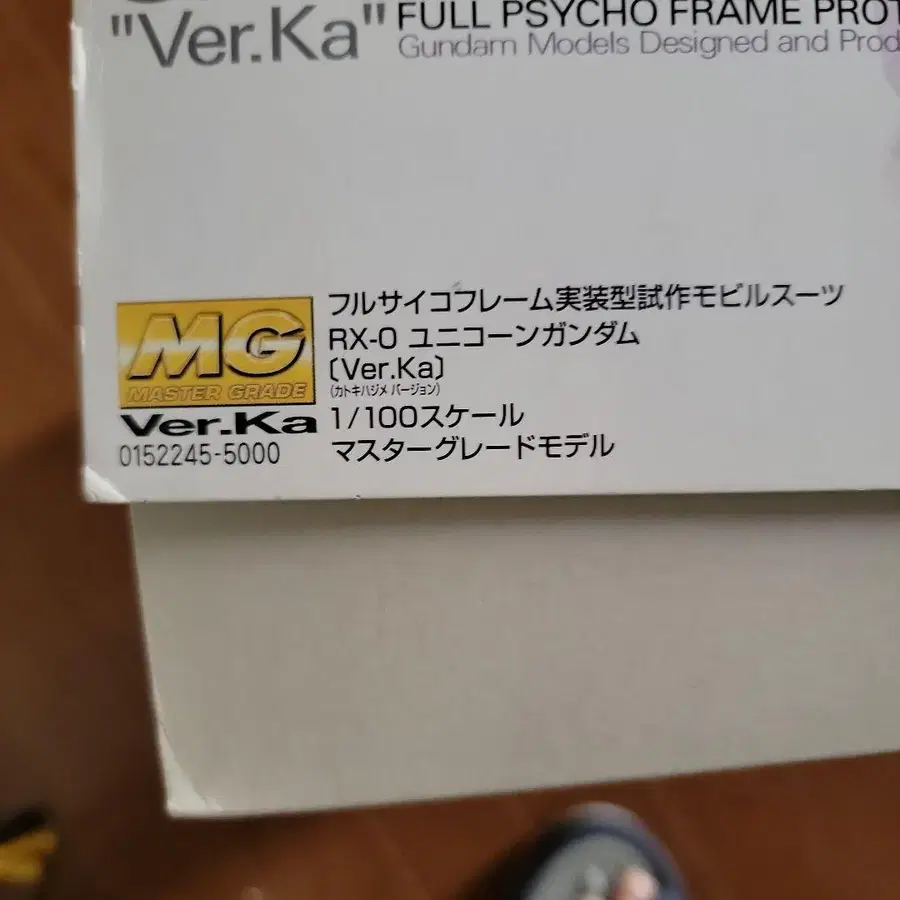 "Ver.Ka"
FULL PSYCHO FRAME
Gundam Models Designed and
MG
MASTER GRADE
Ver.Ka
0152245-5000
フルサイコフレーム実装型試作モビルスーツ
RX-0 ユニコーンガンダム
〔Ver.Ka〕
(カトキハジメ バージョン)
1/100スケール
マスターグレードモデル